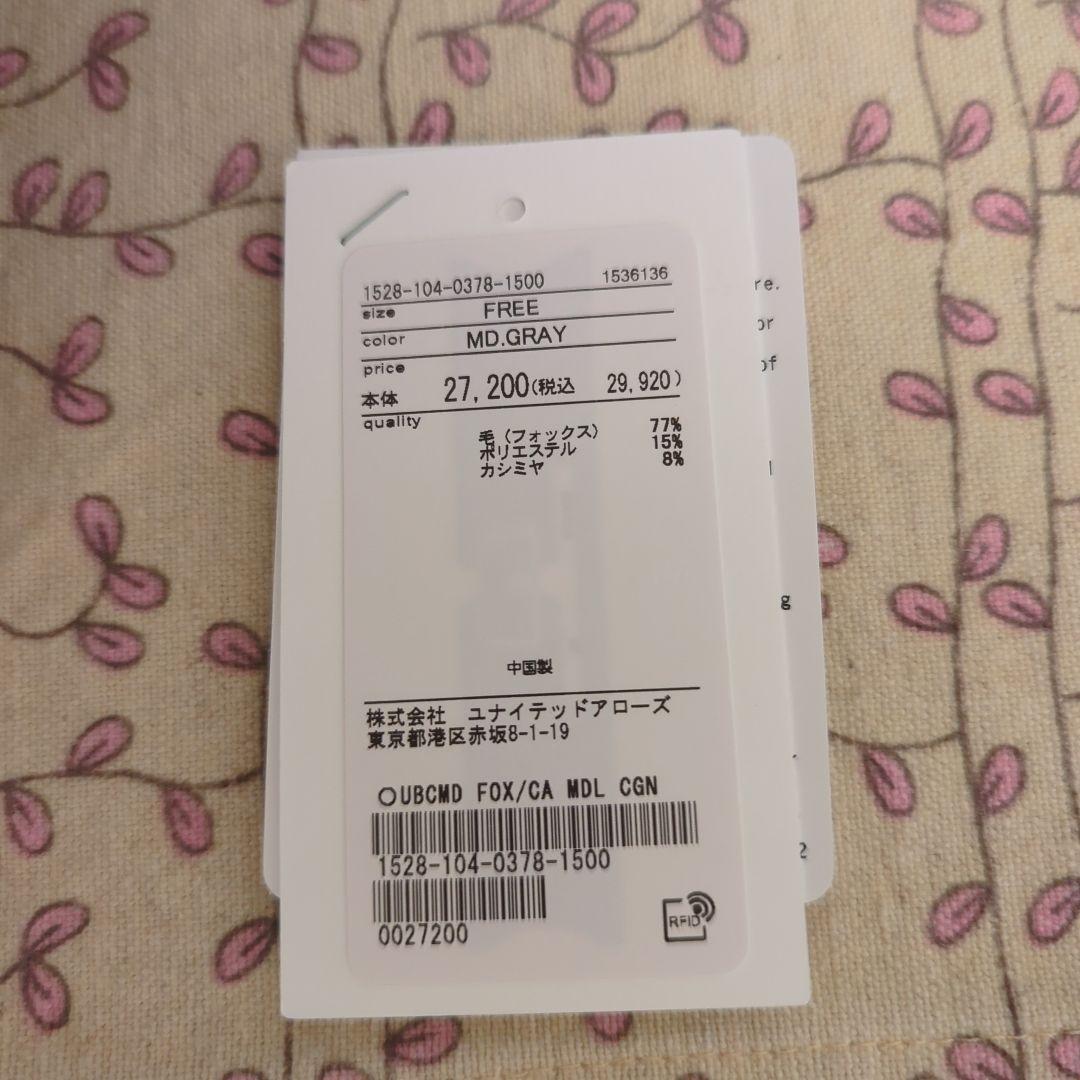 1528-104-0378-1500 1536136
size FREE
color MD.GRAY
price
本体 27,200(税込 29,920)
quality
毛(フォックス) 77%
ポリエステル 15%
カシミヤ 8%
中国製
株式会社 ユナイテッドアローズ
東京都港区赤坂8-1-19
○UBCMD FOX/CA MDL CGN
1528-104-0378-1500
0027200
RFID
re.
or
of
g
2